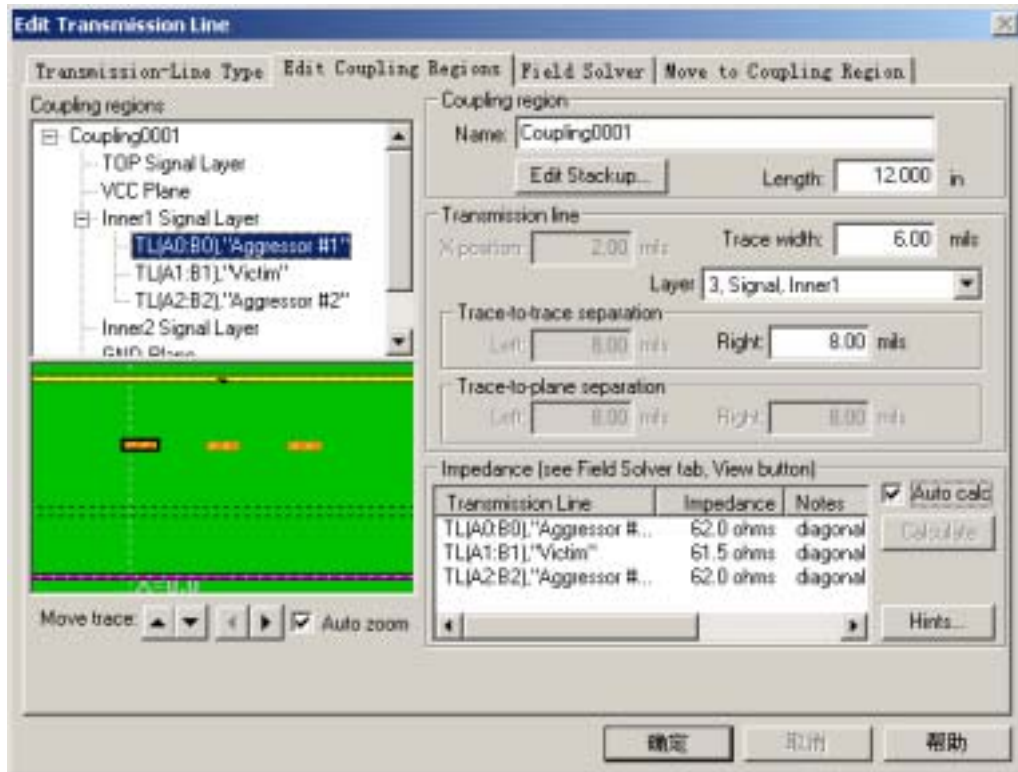 Edit Transmission Line
Transmission-Line Type
Edit Coupling Regions
Field Solver
Move to Coupling Region
Coupling regions
Coupling0001
TOP Signal Layer
VCC Plane
Inner1 Signal Layer
TL(A0:B0),"Aggressor #1"
TL(A1:B1),"Victim"
TL(A2:B2),"Aggressor #2"
Inner2 Signal Layer
GND Plane
Move trace:
Auto zoom
Coupling region
Name: Coupling0001
Edit Stackup...
Length: 12.000 in
Transmission line
X position: 2.00 mils
Trace width: 6.00 mils
Layer 3, Signal, Inner1
Trace-to-trace separation
Left: 8.00 mils Right: 8.00 mils
Trace-to-plane separation
Left: 8.00 mils Right: 8.00 mils
Impedance (see Field Solver tab, View button)
Transmission Line Impedance Notes
TL(A0:B0),"Aggressor #... 62.0 ohms diagonal
TL(A1:B1),"Victim" 61.5 ohms diagonal
TL(A2:B2),"Aggressor #... 62.0 ohms diagonal
Auto calc
Calculate
Hints...
确定
取消
帮助